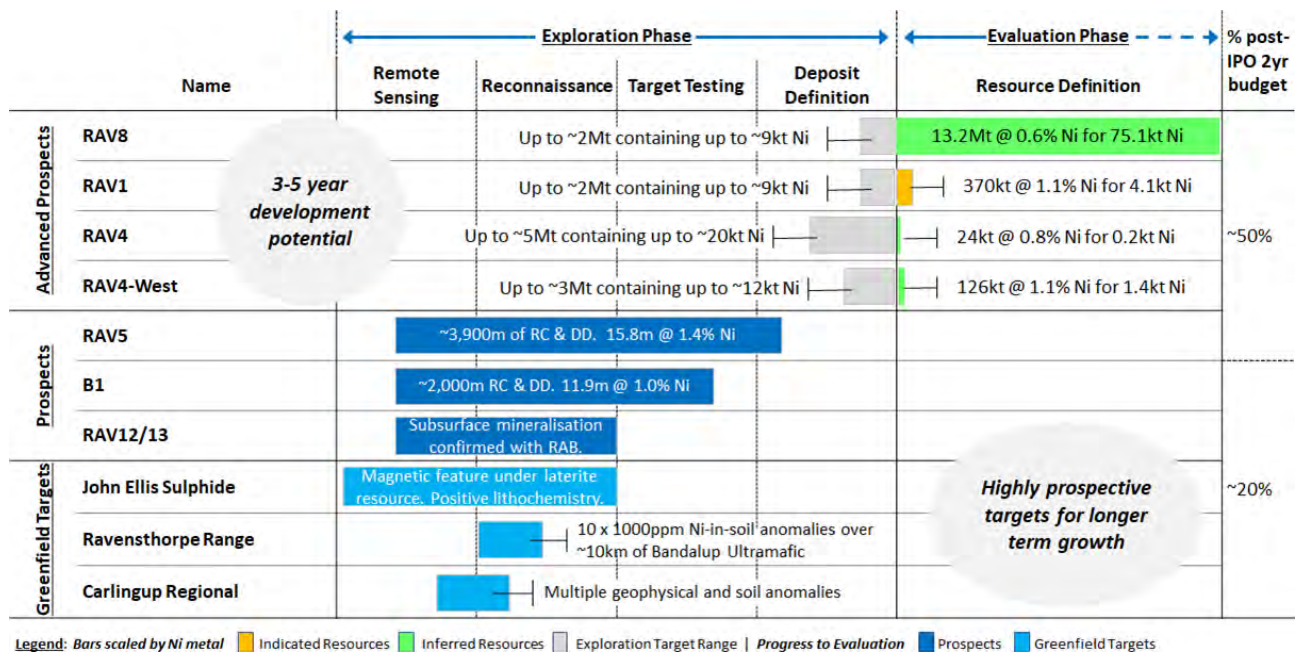 Exploration Phase
Evaluation Phase
% post-
IPO 2yr
budget
Name
Remote
Sensing
Reconnaissance
Target Testing
Deposit
Definition
Resource Definition
Advanced Prospects
RAV8
Up to ~2Mt containing up to ~9kt Ni
13.2Mt @ 0.6% Ni for 75.1kt Ni
3-5 year
development
potential
RAV1
Up to ~2Mt containing up to ~9kt Ni
370kt @ 1.1% Ni for 4.1kt Ni
RAV4
Up to ~5Mt containing up to ~20kt Ni
24kt @ 0.8% Ni for 0.2kt Ni
~50%
RAV4-West
Up to ~3Mt containing up to ~12kt Ni
126kt @ 1.1% Ni for 1.4kt Ni
Prospects
RAV5
~3,900m of RC & DD. 15.8m @ 1.4% Ni
B1
~2,000m RC & DD. 11.9m @ 1.0% Ni
RAV12/13
Subsurface mineralisation
confirmed with RAB.
Greenfield Targets
John Ellis Sulphide
Magnetic feature under laterite
resource. Positive lithochemistry.
Highly prospective
targets for longer
term growth
~20%
Ravensthorpe Range
10 x 1000ppm Ni-in-soil anomalies over
~10km of Bandalup Ultramafic
Carlingup Regional
Multiple geophysical and soil anomalies
Legend: Bars scaled by Ni metal Indicated Resources Inferred Resources Exploration Target Range | Progress to Evaluation Prospects Greenfield Targets